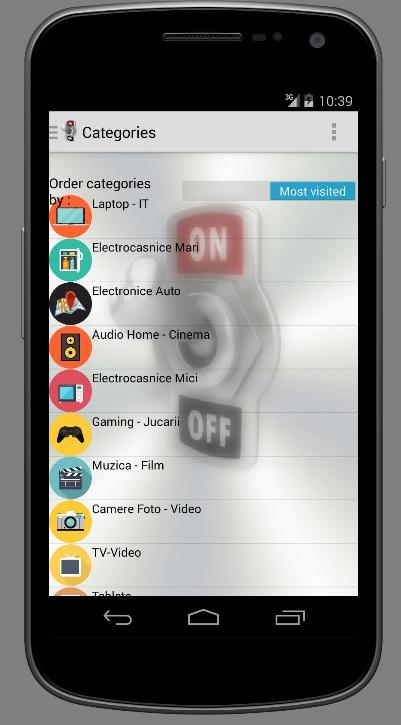 3G 10:39
Categories
Order categories
by :
Most visited
Laptop - IT
Electrocasnice Mari
ON
Electronice Auto
Audio Home - Cinema
Electrocasnice Mici
Gaming - Jucarii
OFF
Muzica - Film
Camere Foto - Video
TV-Video
Tablete